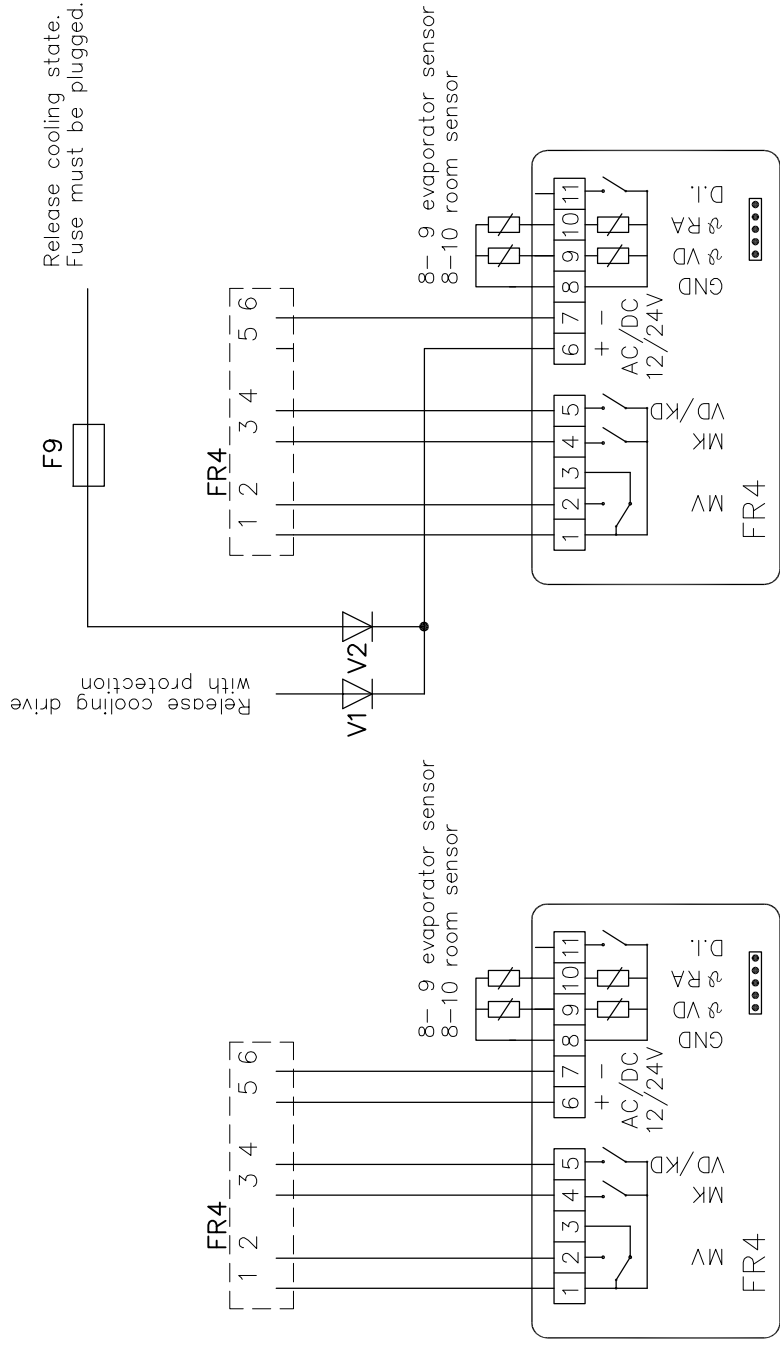 Release cooling state.
Fuse must be plugged.
F9
FR4
1 2 3 4 5 6
V1
V2
Release cooling drive
with protection
8- 9 evaporator sensor
8-10 room sensor
1 2 3 4 5 6 7 8 9 10 11
+ -
AC/DC
12/24V
MV
MK
VD/KD
GND
ϑ VD
ϑ RA
D.I.
FR4
FR4
1 2 3 4 5 6
8- 9 evaporator sensor
8-10 room sensor
1 2 3 4 5 6 7 8 9 10 11
+ -
AC/DC
12/24V
MV
MK
VD/KD
GND
ϑ VD
ϑ RA
D.I.
FR4